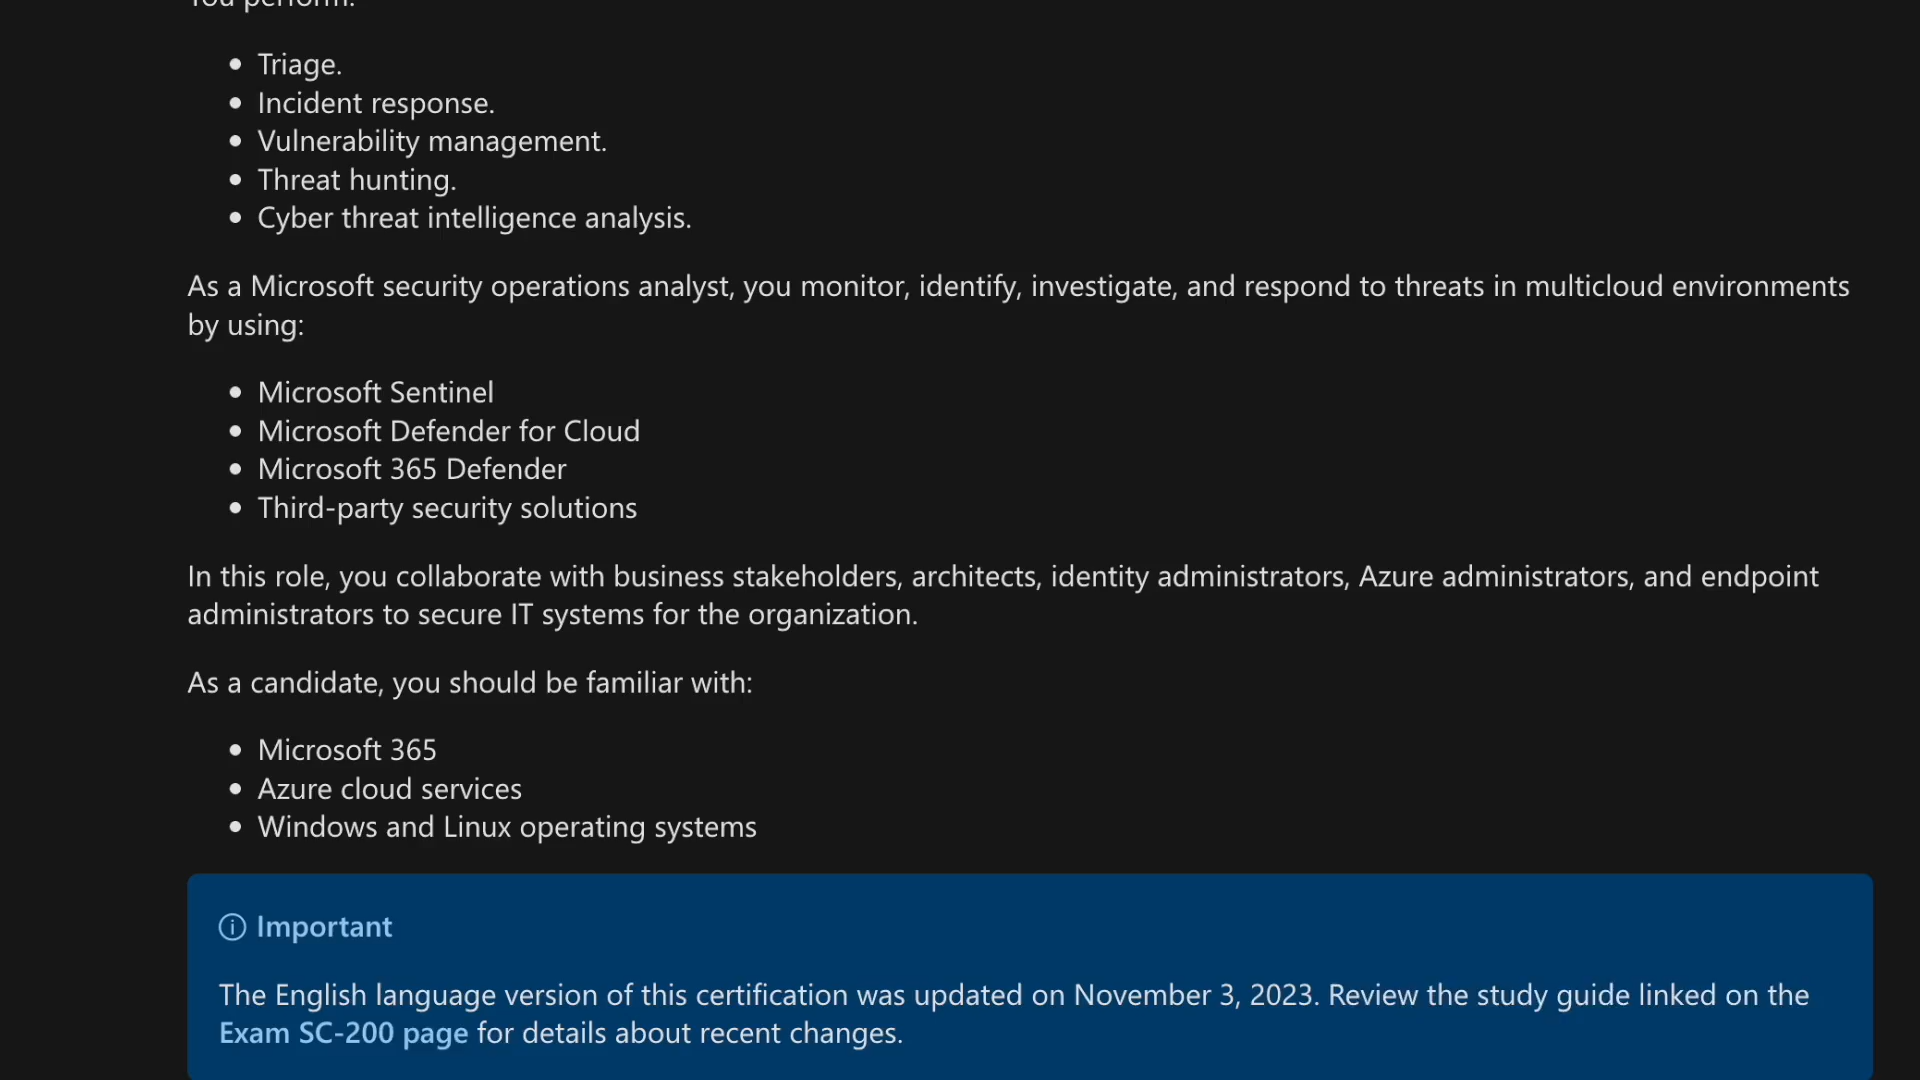 You perform:
• Triage.
• Incident response.
• Vulnerability management.
• Threat hunting.
• Cyber threat intelligence analysis.
As a Microsoft security operations analyst, you monitor, identify, investigate, and respond to threats in multicloud environments
by using:
• Microsoft Sentinel
• Microsoft Defender for Cloud
• Microsoft 365 Defender
• Third-party security solutions
In this role, you collaborate with business stakeholders, architects, identity administrators, Azure administrators, and endpoint
administrators to secure IT systems for the organization.
As a candidate, you should be familiar with:
• Microsoft 365
• Azure cloud services
• Windows and Linux operating systems
Important
The English language version of this certification was updated on November 3, 2023. Review the study guide linked on the
Exam SC-200 page for details about recent changes.